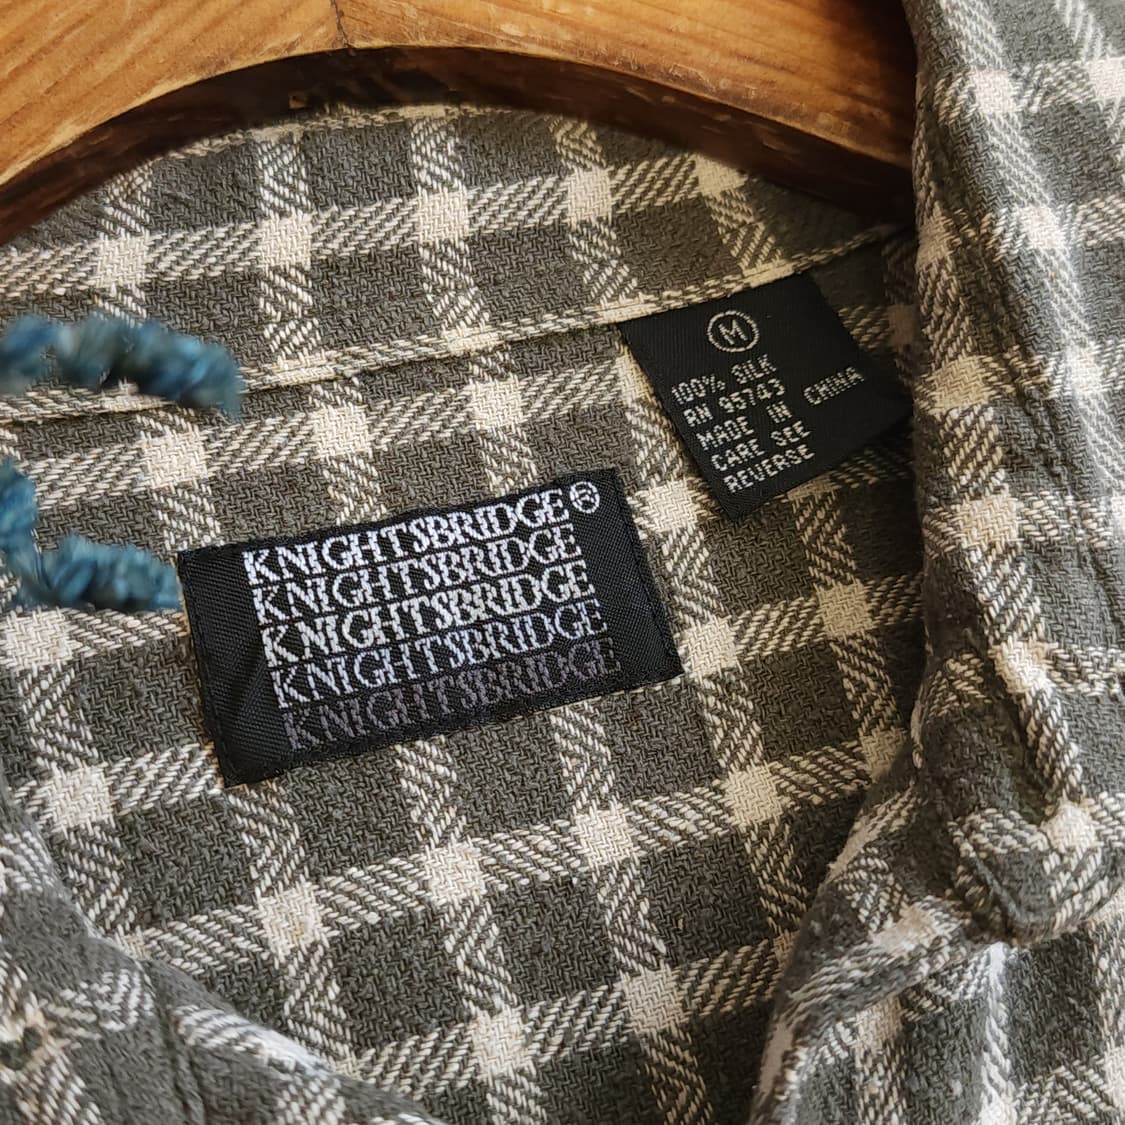 KNIGHTSBRIDGE®
KNIGHTSBRIDGE
KNIGHTSBRIDGE
KNIGHTSBRIDGE
KNIGHTSBRIDGE
M
100% SILK
RN 95743
MADE IN CHINA
CARE SEE
REVERSE